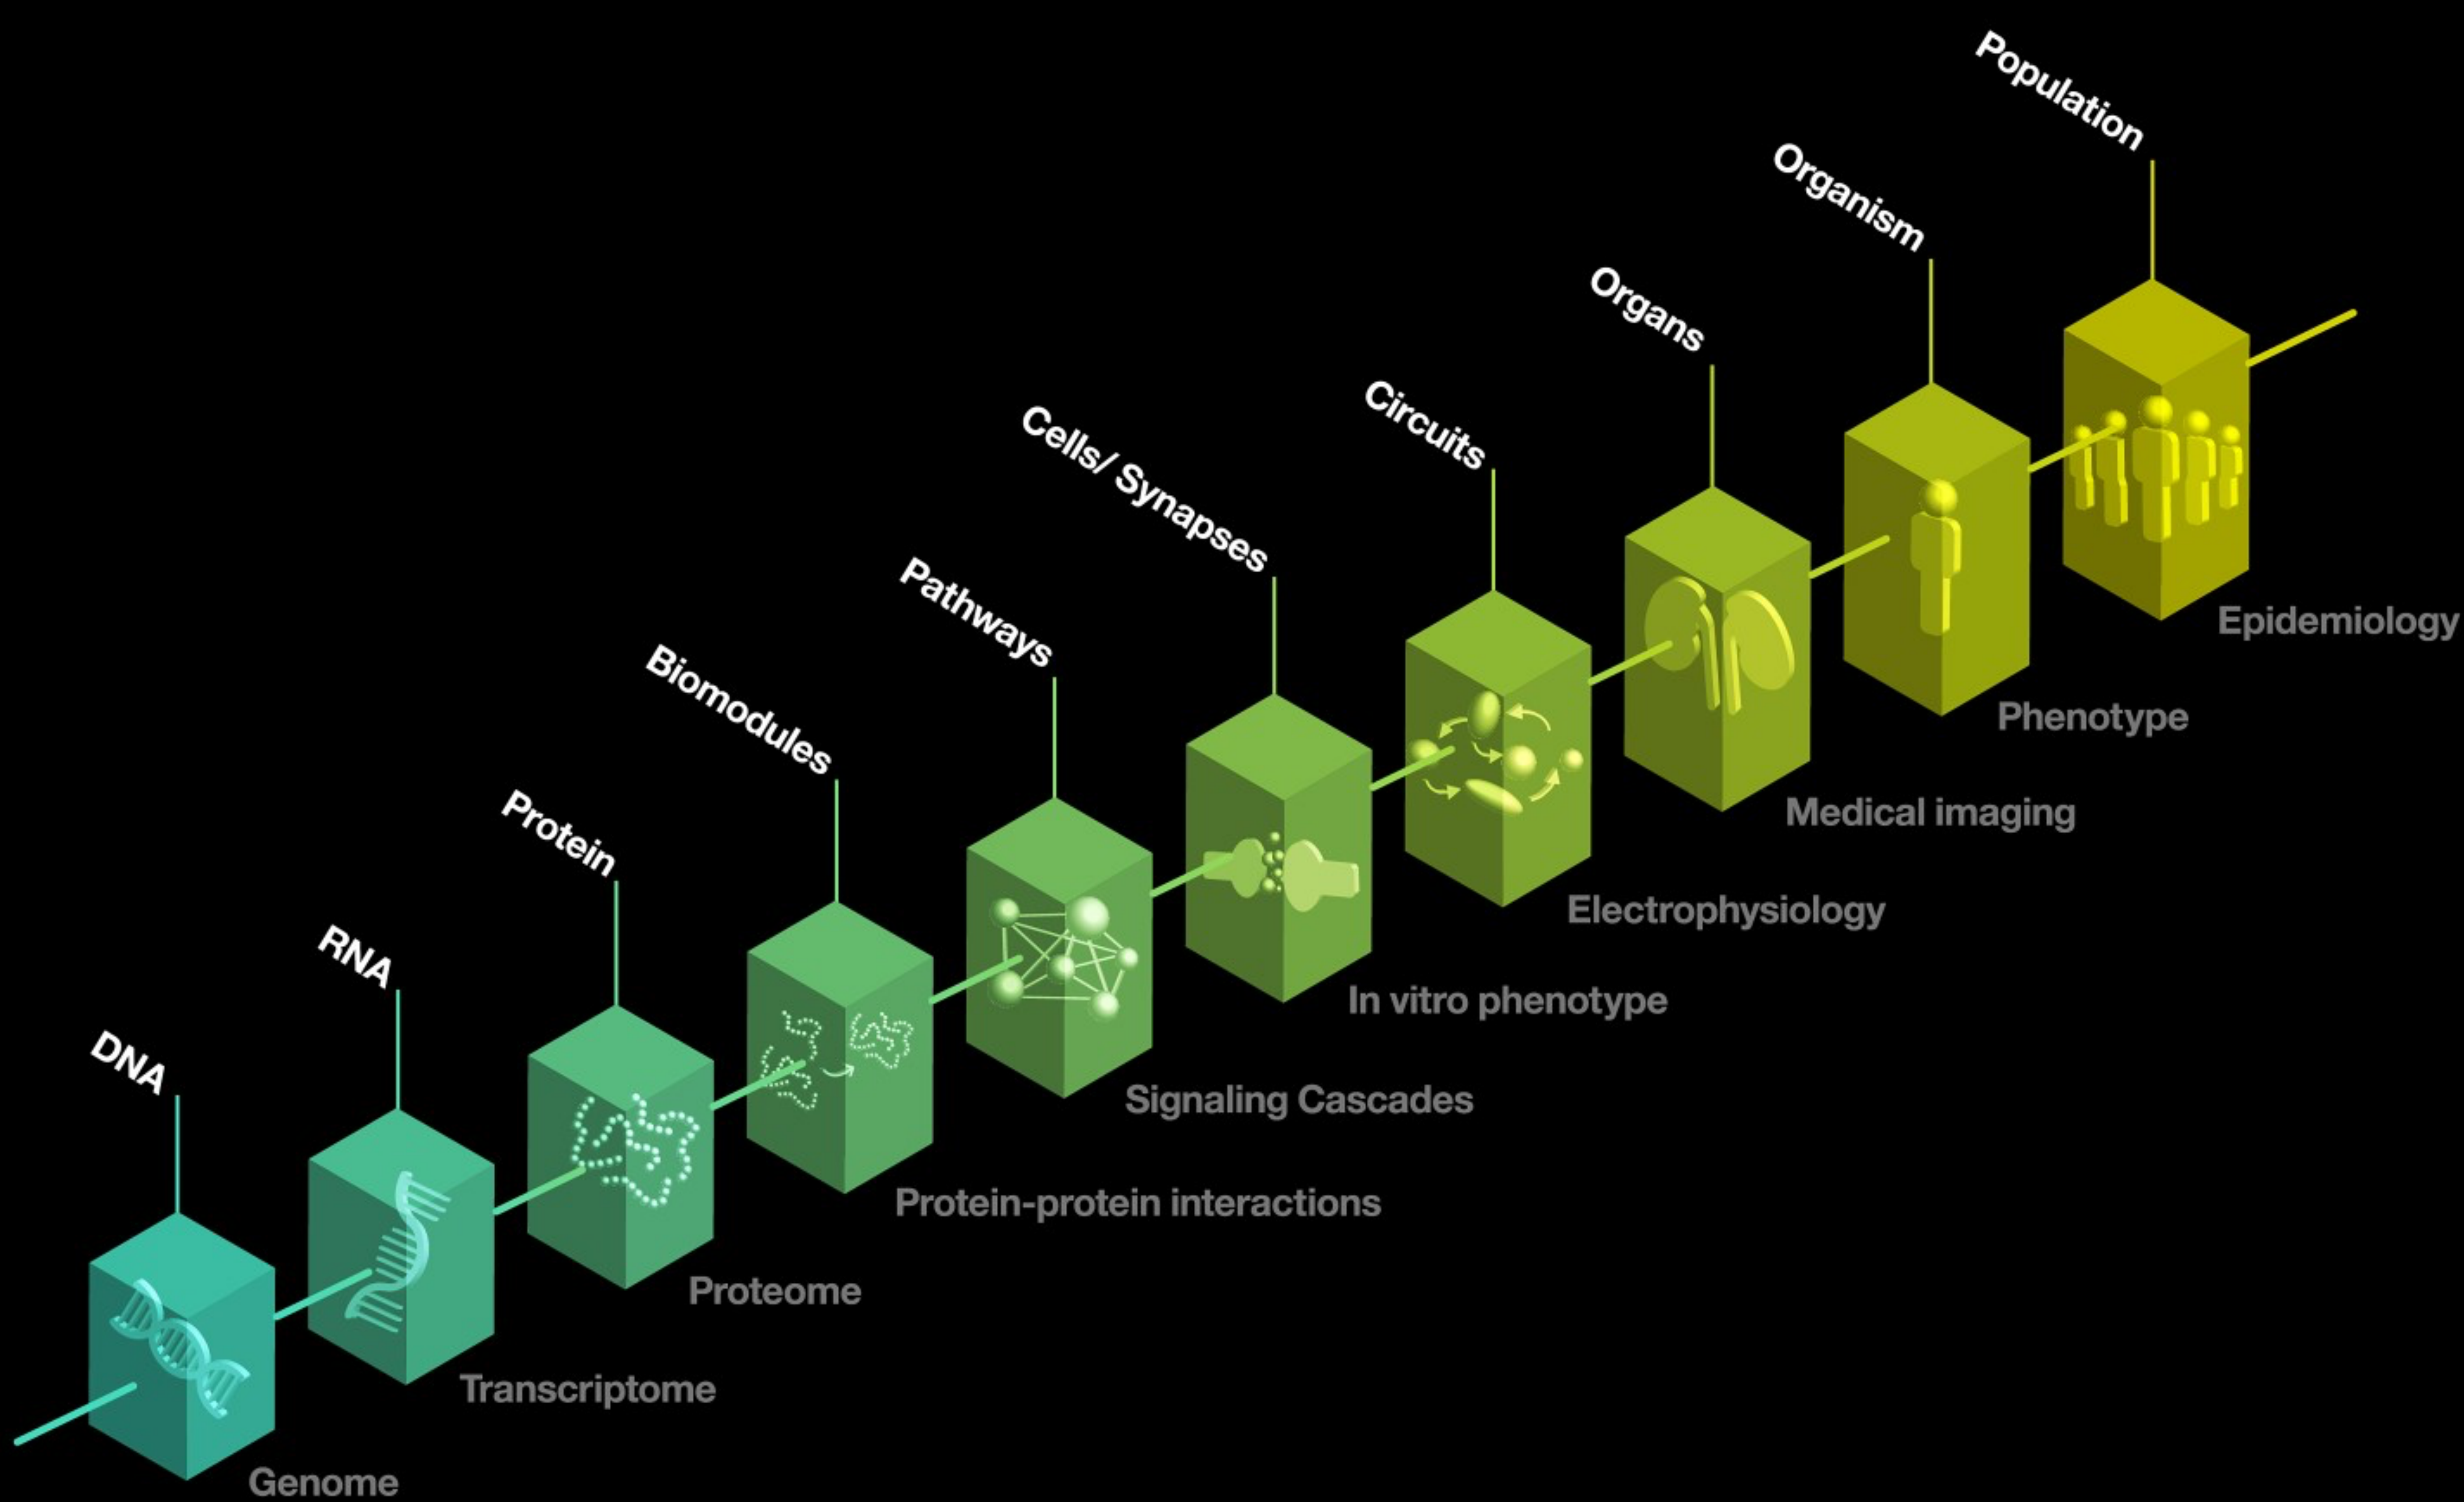 DNA
Genome
RNA
Transcriptome
Protein
Proteome
Biomodules
Protein-protein interactions
Pathways
Signaling Cascades
Cells/ Synapses
In vitro phenotype
Circuits
Electrophysiology
Organs
Medical imaging
Organism
Phenotype
Population
Epidemiology